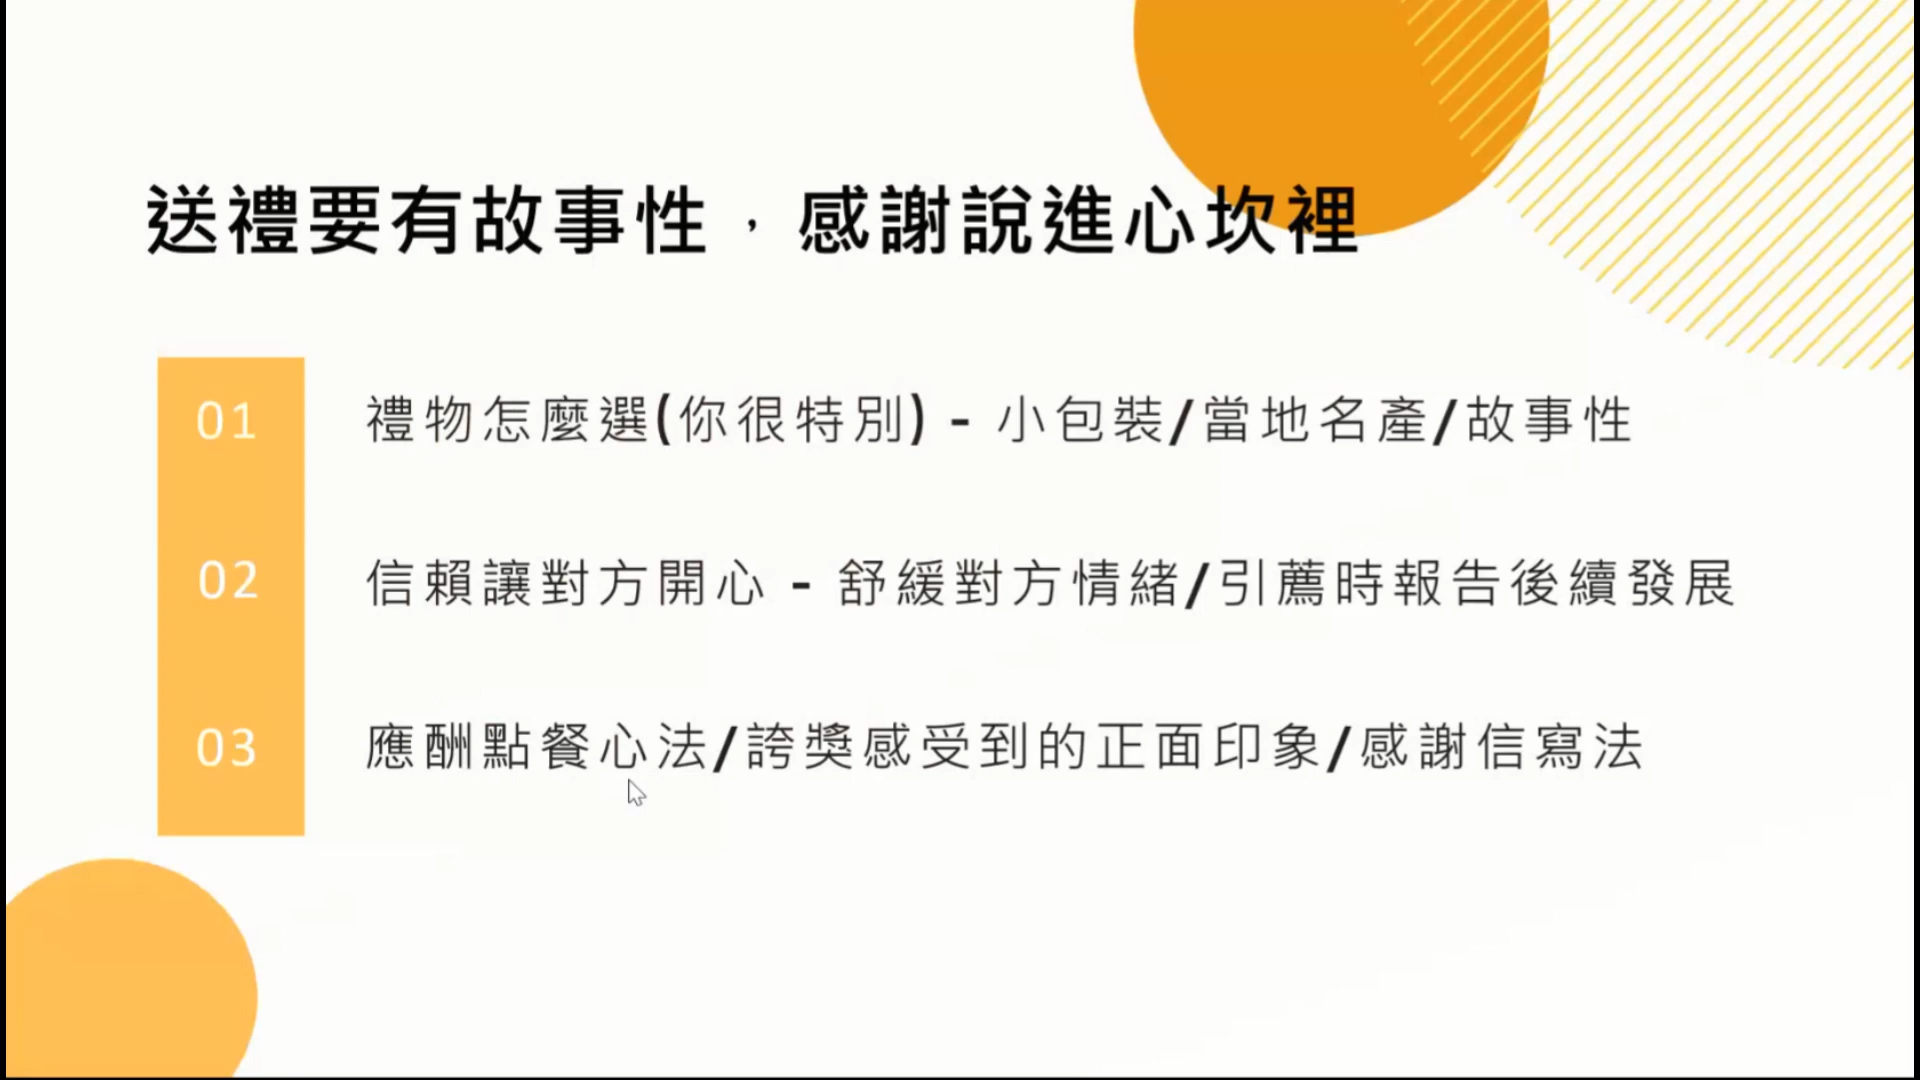 送禮要有故事性，感謝說進心坎裡
01 禮物怎麼選(你很特別) - 小包裝/當地名產/故事性
02 信賴讓對方開心 - 舒緩對方情緒/引薦時報告後續發展
03 應酬點餐心法/誇獎感受到的正面印象/感謝信寫法